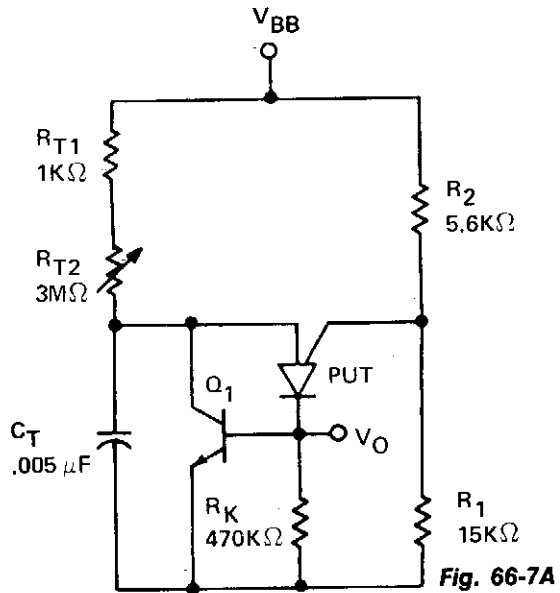 V_BB
R_T1
1KΩ
R_2
5.6KΩ
R_T2
3MΩ
Q_1
PUT
C_T
.005 μF
V_O
R_K
470KΩ
R_1
15KΩ
Fig. 66-7A